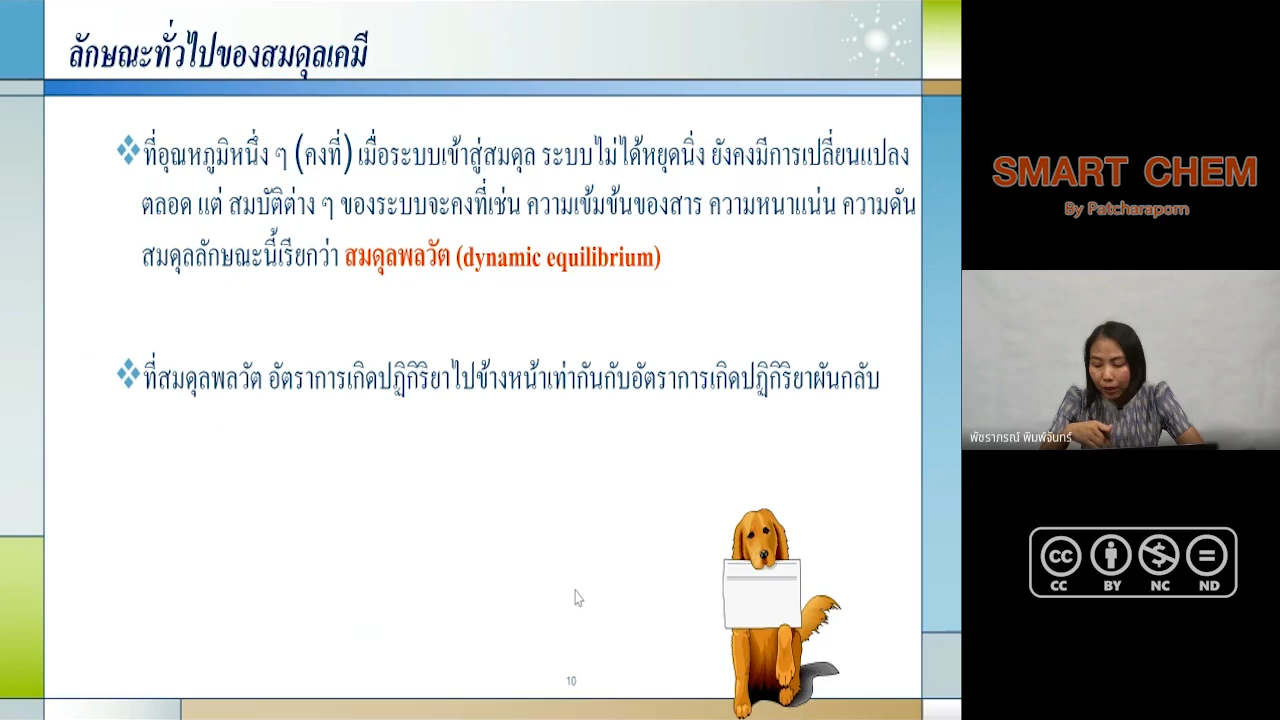 ลักษณะทั่วไปของสมดุลเคมี
ที่อุณหภูมิหนึ่ง ๆ (คงที่) เมื่อระบบเข้าสู่สมดุล ระบบไม่ได้หยุดนิ่ง ยังคงมีการเปลี่ยนแปลง
ตลอด แต่ สมบัติต่าง ๆ ของระบบจะคงที่เช่น ความเข้มข้นของสาร ความหนาแน่น ความดัน
สมดุลลักษณะนี้เรียกว่า สมดุลพลวัต (dynamic equilibrium)
ที่สมดุลพลวัต อัตราการเกิดปฏิกิริยาไปข้างหน้าเท่ากันกับอัตราการเกิดปฏิกิริยาผันกลับ
10
SMART CHEM
By Patcharaporn
พัชราภรณ์ พิมพ์จันทร์
cc
CC BY NC ND